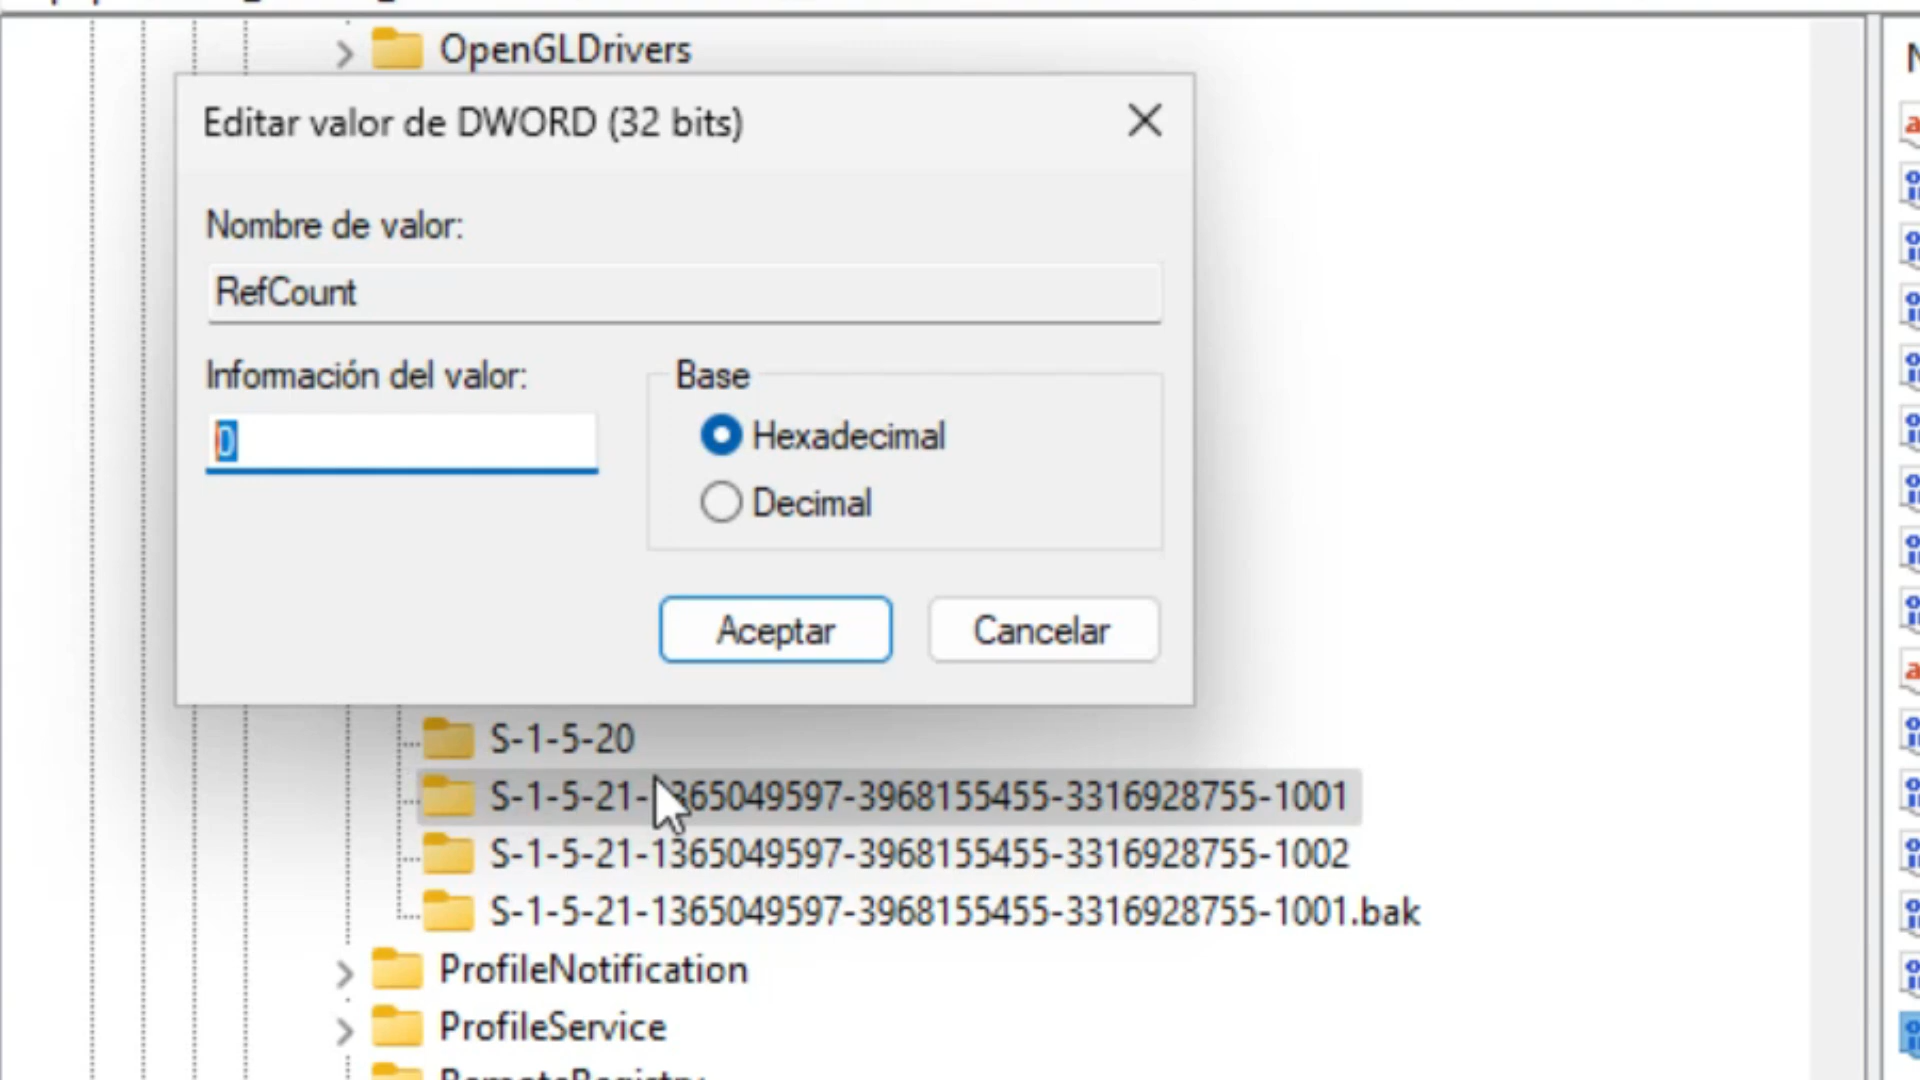 OpenGLDrivers
Editar valor de DWORD (32 bits)
Nombre de valor:
RefCount
Información del valor:
Base
Hexadecimal
Decimal
Aceptar
Cancelar
S-1-5-20
S-1-5-21-1365049597-3968155455-3316928755-1001
S-1-5-21-1365049597-3968155455-3316928755-1002
S-1-5-21-1365049597-3968155455-3316928755-1001.bak
ProfileNotification
ProfileService